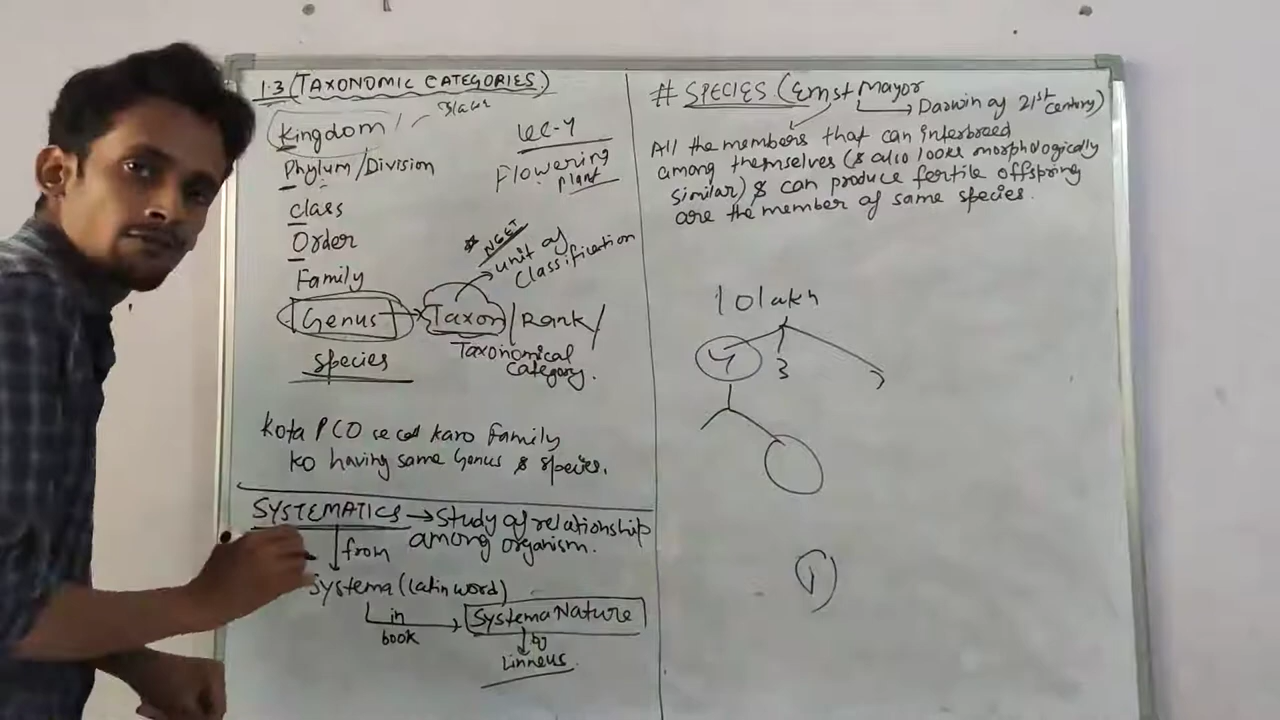 1.3 (TAXONOMIC CATEGORIES)
Kingdom
Phylum/Division
Class
Order
Family
Genus → Taxon/Rank/
Taxonomical
category.
species
Flowering
plant
* NEET
unit of
Classification
Kota PCO se call karo Family
KO having same Genus & species.
SYSTEMATICS → Study of relationship
among organism.
from
Systema (latin word)
in
book
Systema Nature
by
Linneus.
# SPECIES (Ernst Mayor
Darwin of 21st century)
All the members that can interbreed
among themselves (& also looks morphologically
similar) & can produce fertile offspring
are the member of same species.
10 lakh
4 3
1